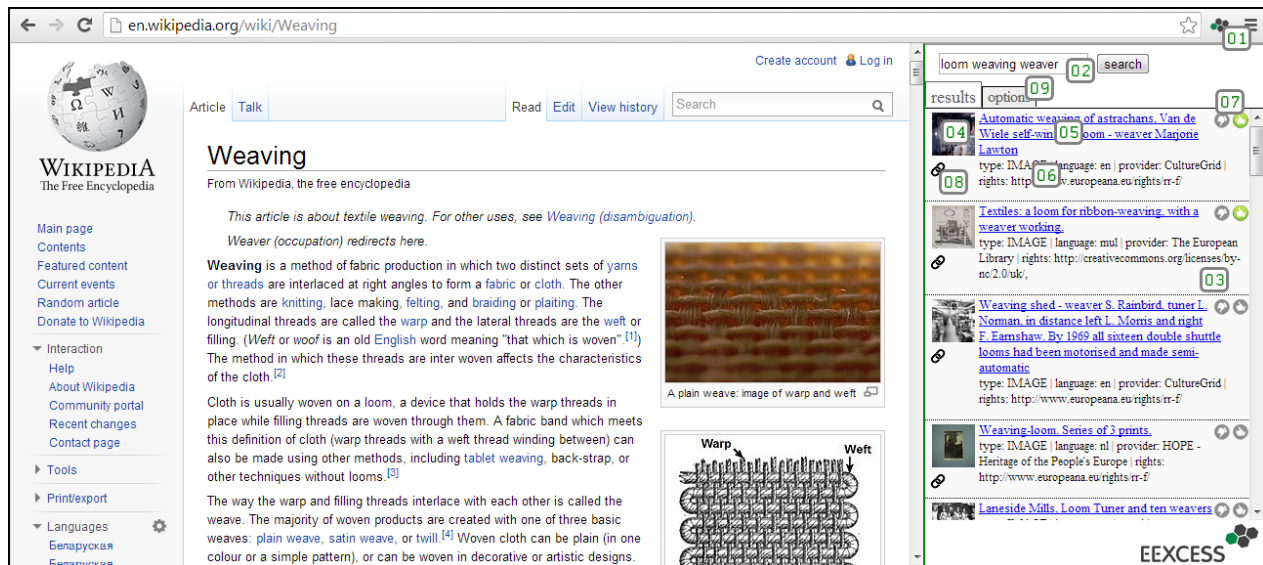 en.wikipedia.org/wiki/Weaving
01
Create account Log in
WIKIPEDIA
The Free Encyclopedia
Article Talk
Read Edit View history
Search
Weaving
From Wikipedia, the free encyclopedia
This article is about textile weaving. For other uses, see Weaving (disambiguation).
Weaver (occupation) redirects here.
Weaving is a method of fabric production in which two distinct sets of yarns
or threads are interlaced at right angles to form a fabric or cloth. The other
methods are knitting, lace making, felting, and braiding or plaiting. The
longitudinal threads are called the warp and the lateral threads are the weft or
filling. (Weft or woof is an old English word meaning "that which is woven".[1])
The method in which these threads are inter woven affects the characteristics
of the cloth.[2]
Cloth is usually woven on a loom, a device that holds the warp threads in
place while filling threads are woven through them. A fabric band which meets
this definition of cloth (warp threads with a weft thread winding between) can
also be made using other methods, including tablet weaving, back-strap, or
other techniques without looms.[3]
The way the warp and filling threads interlace with each other is called the
weave. The majority of woven products are created with one of three basic
weaves: plain weave, satin weave, or twill.[4] Woven cloth can be plain (in one
colour or a simple pattern), or can be woven in decorative or artistic designs.
A plain weave: image of warp and weft
Warp
Weft
Main page
Contents
Featured content
Current events
Random article
Donate to Wikipedia
Interaction
Help
About Wikipedia
Community portal
Recent changes
Contact page
Tools
Print/export
Languages
Беларуская
Беларуская
loom weaving weaver
02
search
results
options
09
07
04
05
Automatic weaving of astrachans, Van de
Wiele self-win loom - weaver Marjorie
Lawton
06
08
type: IMAGE | language: en | provider: CultureGrid |
rights: http w.europeana.eu/rights/rr-f/
Textiles: a loom for ribbon-weaving, with a
weaver working.
type: IMAGE | language: mul | provider: The European
Library | rights: http://creativecommons.org/licenses/by-
nc/2.0/uk/,
03
Weaving shed - weaver S. Rainbird, tuner L.
Norman, in distance left L. Morris and right
F. Earnshaw. By 1969 all sixteen double shuttle
looms had been motorised and made semi-
automatic
type: IMAGE | language: en | provider: CultureGrid |
rights: http://www.europeana.eu/rights/rr-f/
Weaving-loom. Series of 3 prints.
type: IMAGE | language: nl | provider: HOPE -
Heritage of the People's Europe | rights:
http://www.europeana.eu/rights/rr-f/
Laneside Mills, Loom Tuner and ten weavers
EEXCESS